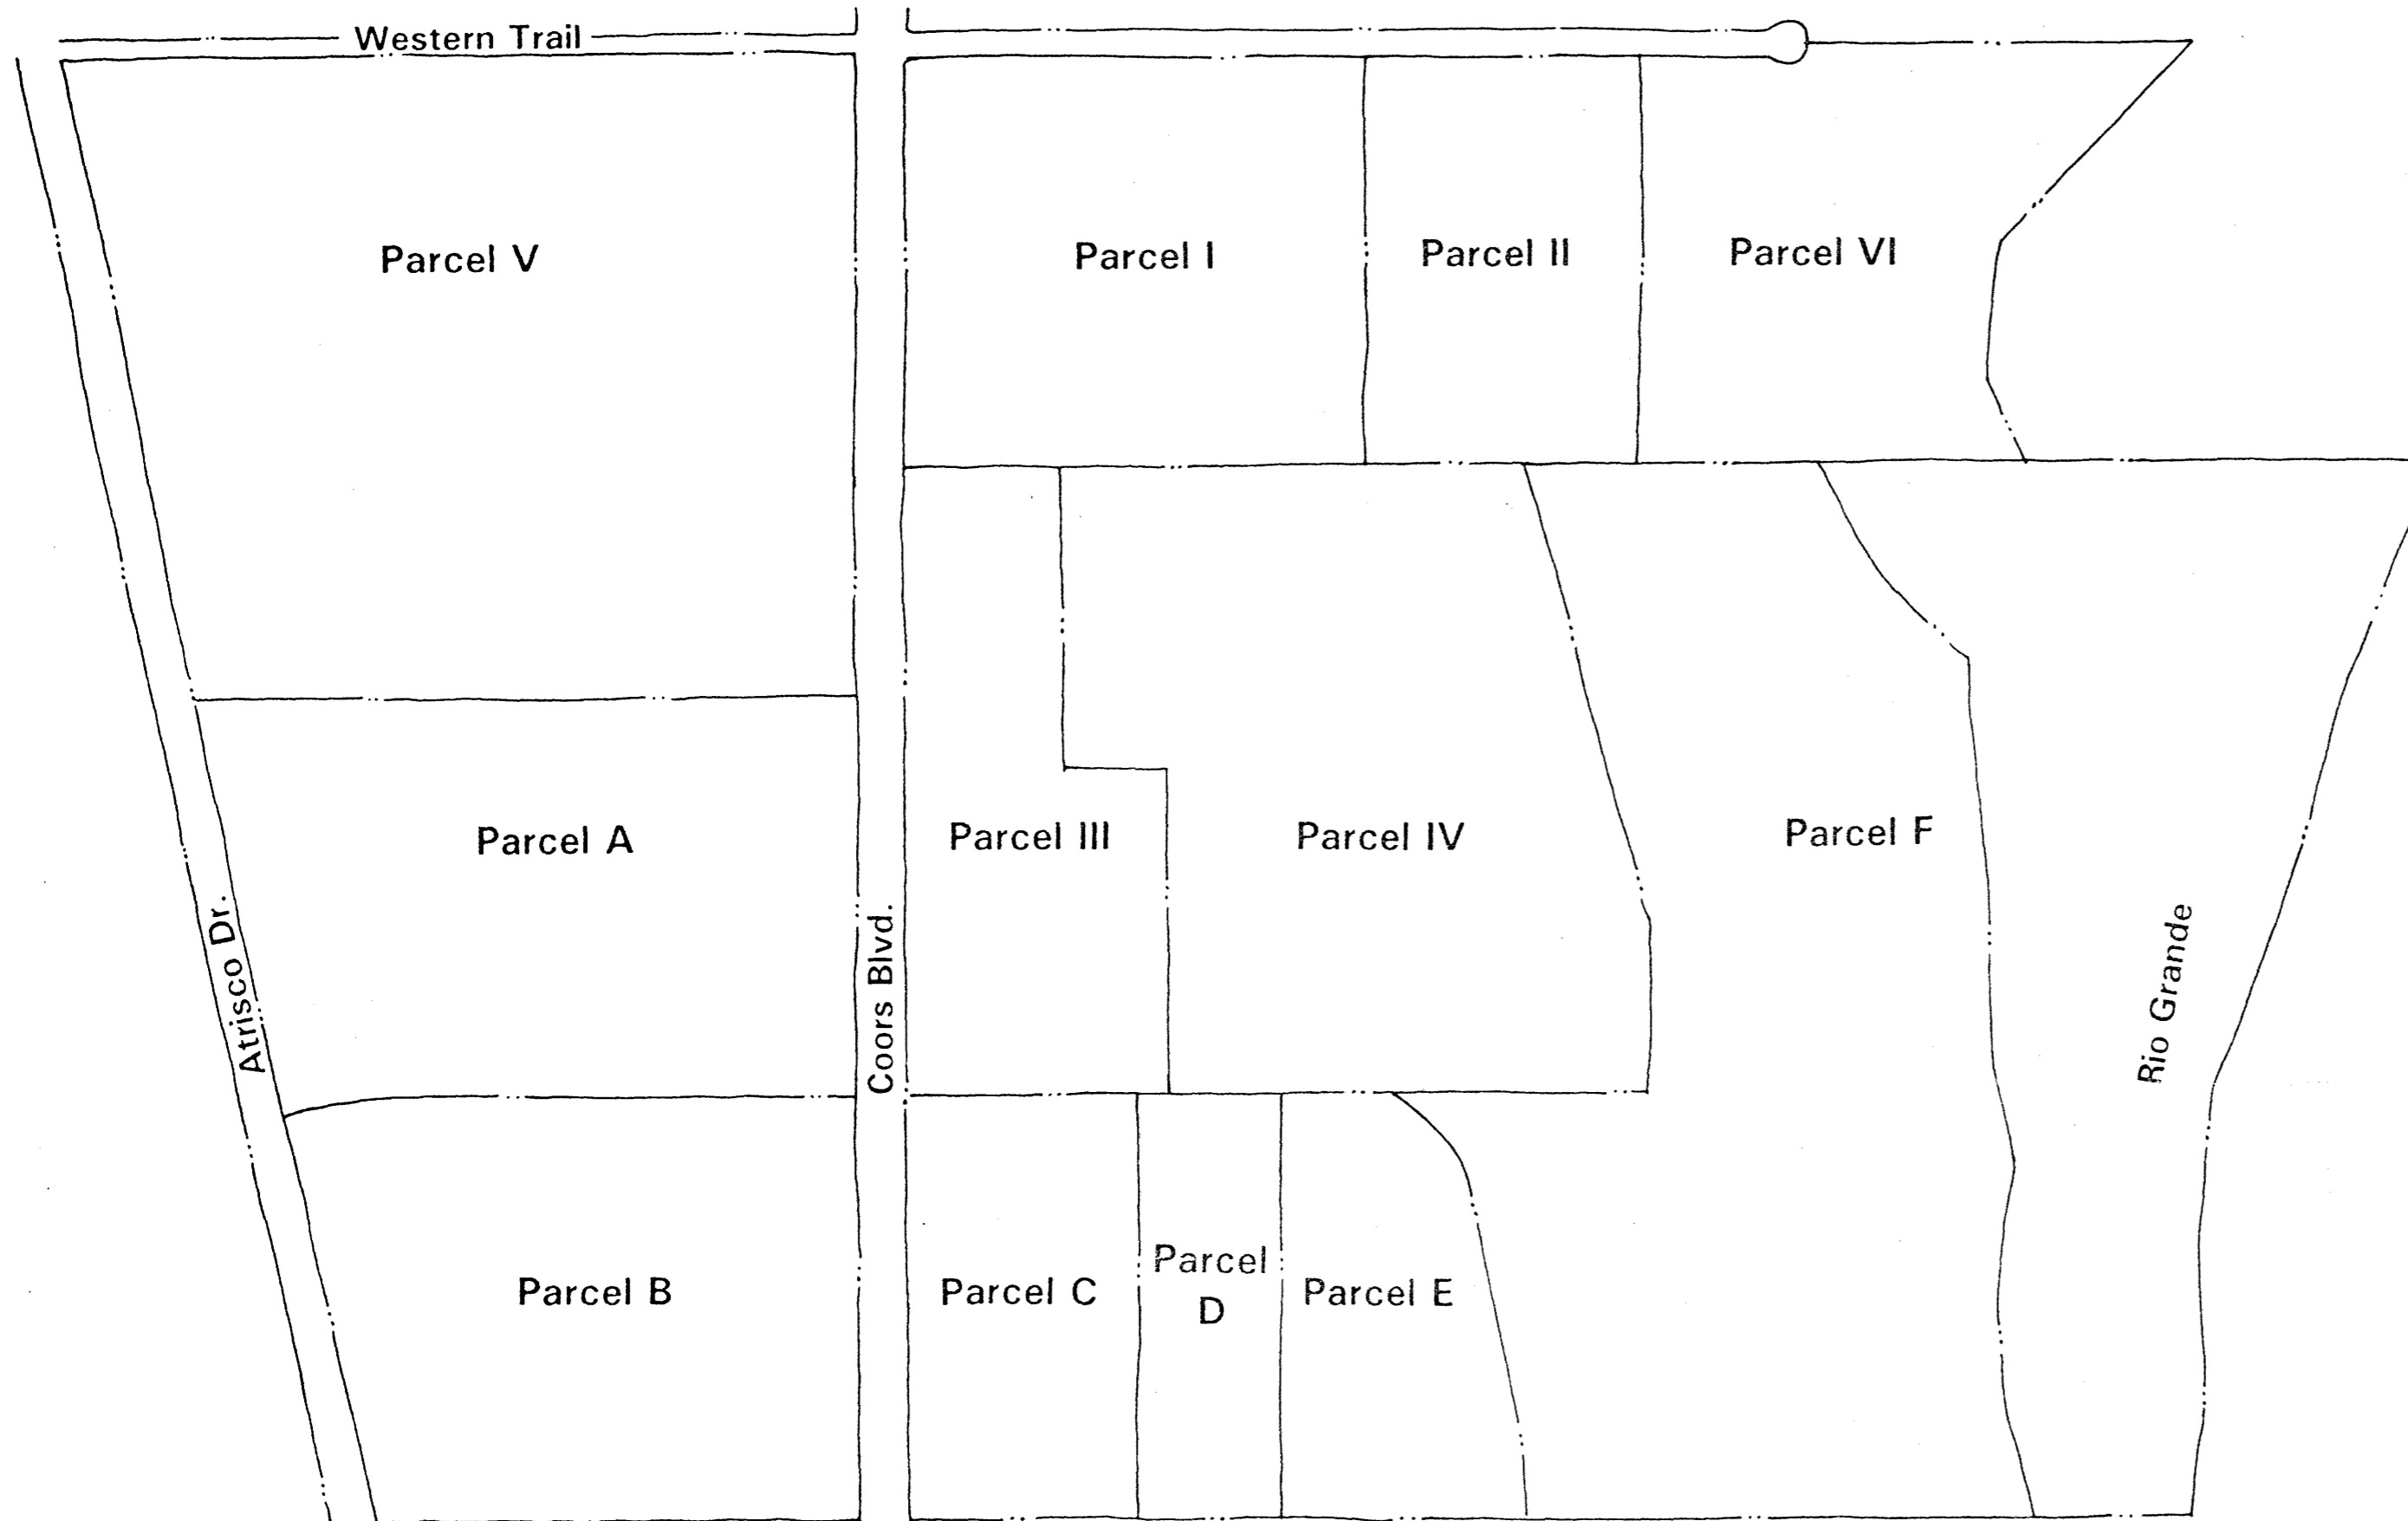 Western Trail
Parcel V
Parcel I
Parcel II
Parcel VI
Parcel A
Parcel III
Parcel IV
Parcel F
Atrisco Dr.
Coors Blvd.
Rio Grande
Parcel B
Parcel C
Parcel
D
Parcel E